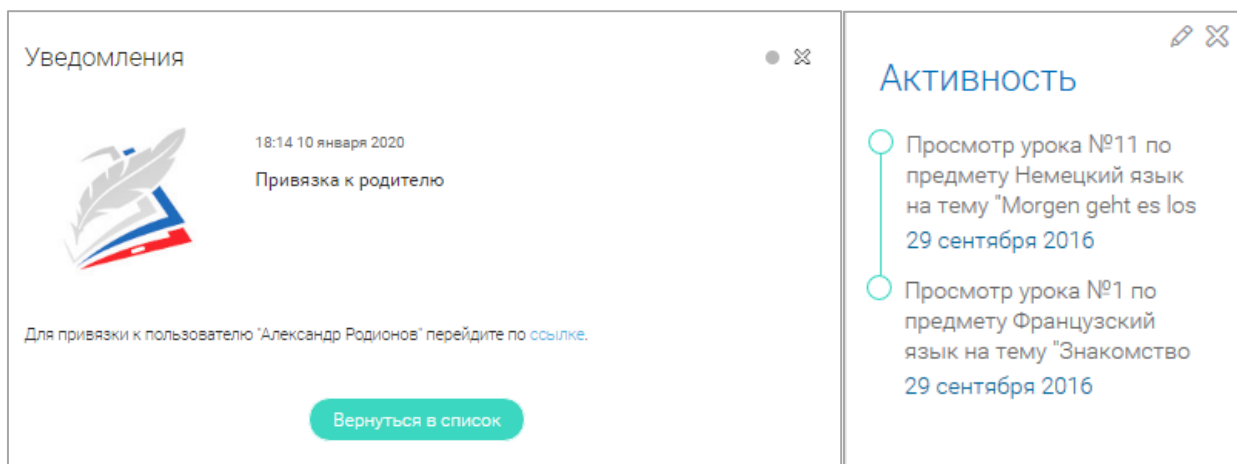 Уведомления
18:14 10 января 2020
Привязка к родителю
Для привязки к пользователю "Александр Родионов" перейдите по ссылке.
Вернуться в список
Активность
Просмотр урока №11 по
предмету Немецкий язык
на тему "Morgen geht es los
29 сентября 2016
Просмотр урока №1 по
предмету Французский
язык на тему "Знакомство
29 сентября 2016